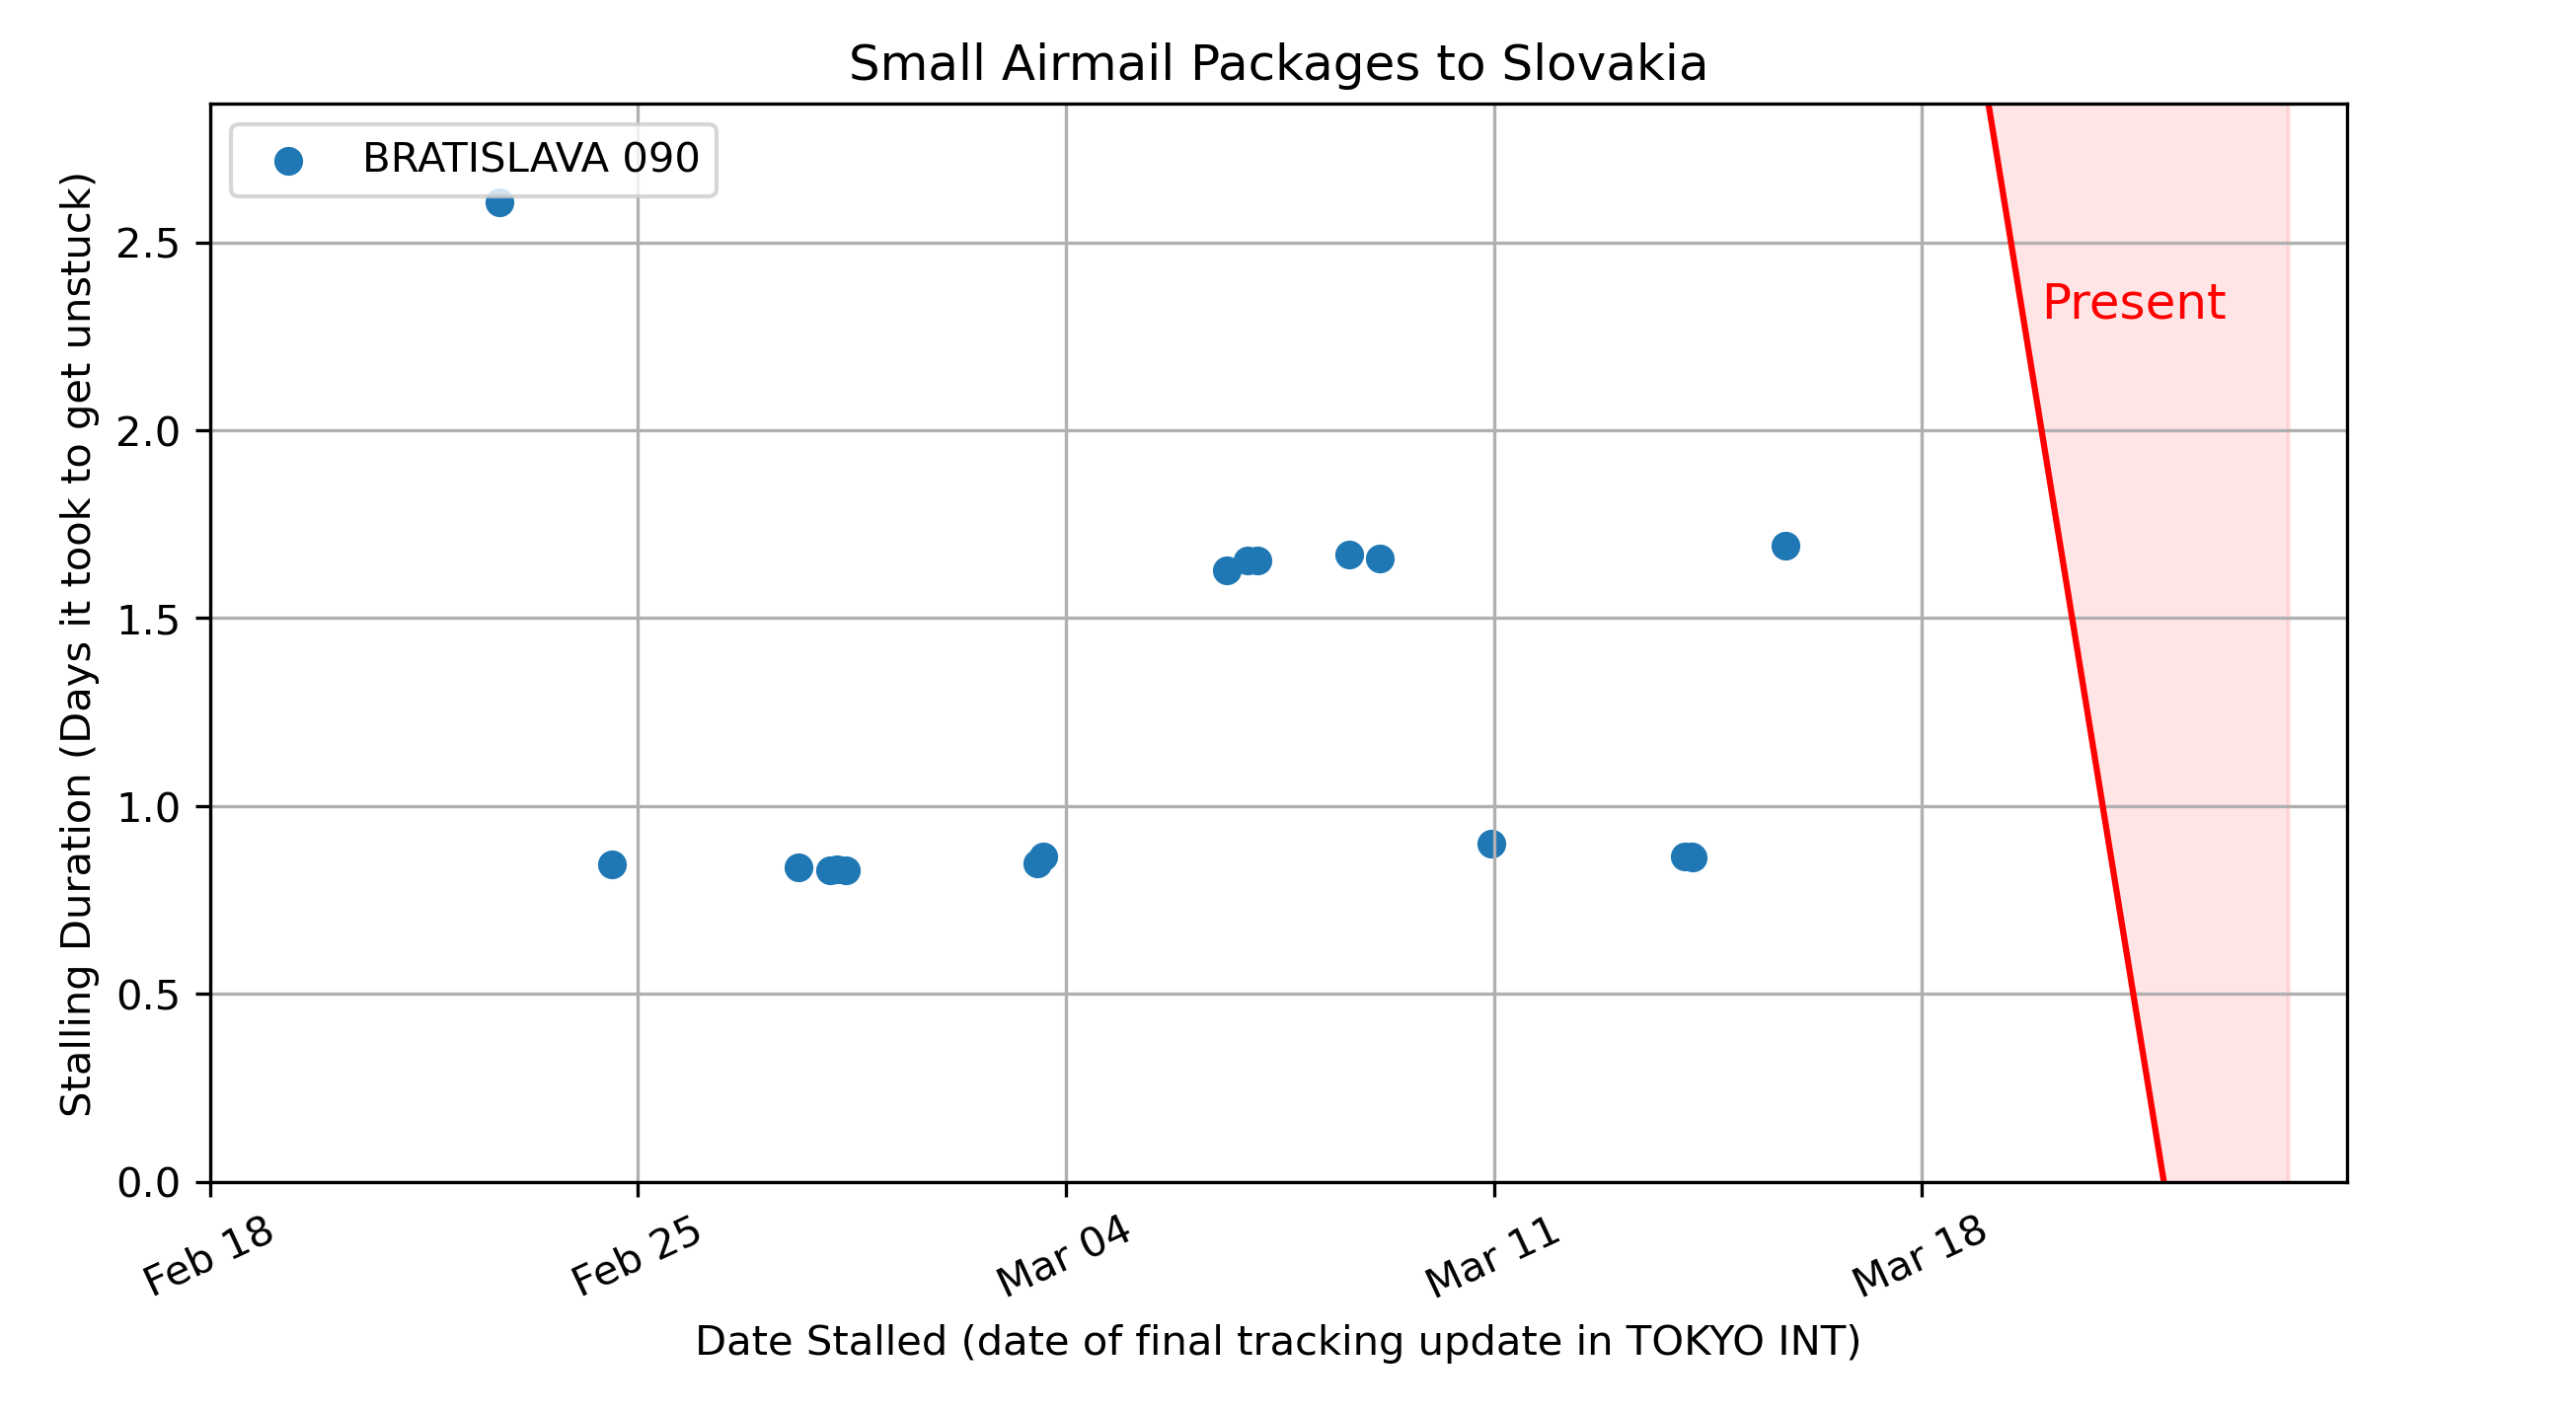 Small Airmail Packages to Slovakia
BRATISLAVA 090
Present
Stalling Duration (Days it took to get unstuck)
2.5
2.0
1.5
1.0
0.5
0.0
Feb 18
Feb 25
Mar 04
Mar 11
Mar 18
Date Stalled (date of final tracking update in TOKYO INT)